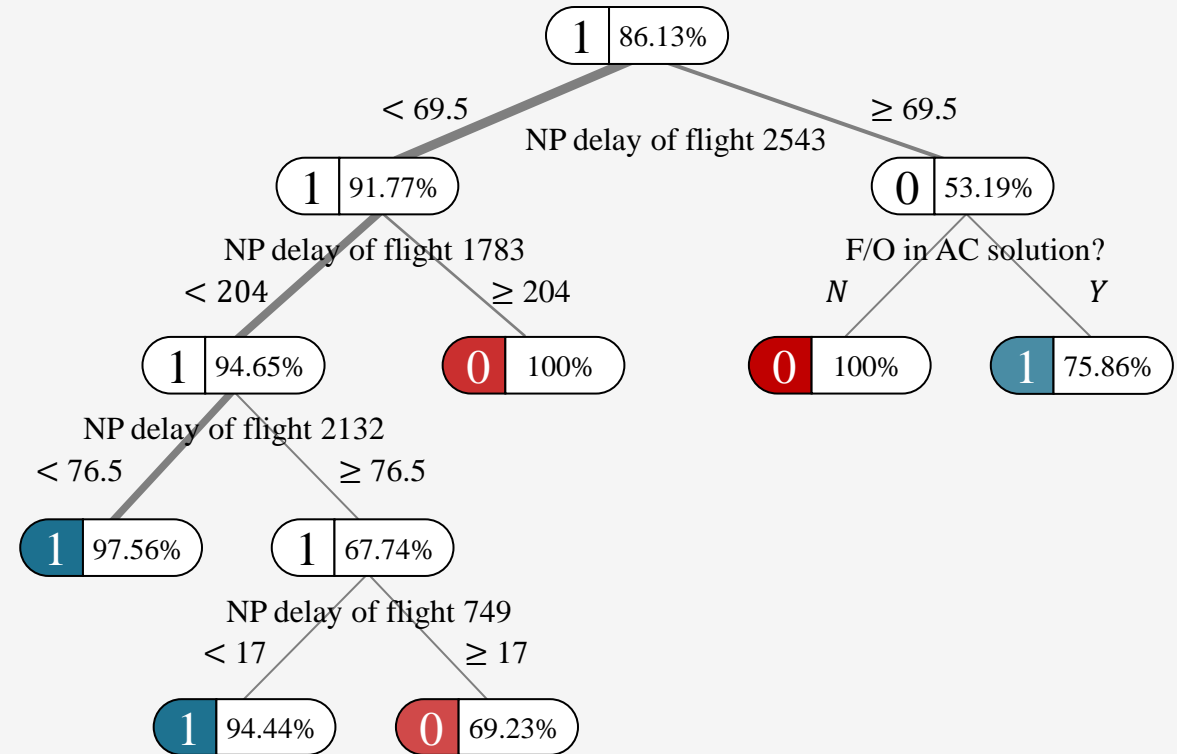 1 86.13%
< 69.5 ≥ 69.5
NP delay of flight 2543
1 91.77% 0 53.19%
NP delay of flight 1783 F/O in AC solution?
< 204 ≥ 204 N Y
1 94.65% 0 100% 0 100% 1 75.86%
NP delay of flight 2132
< 76.5 ≥ 76.5
1 97.56% 1 67.74%
NP delay of flight 749
< 17 ≥ 17
1 94.44% 0 69.23%